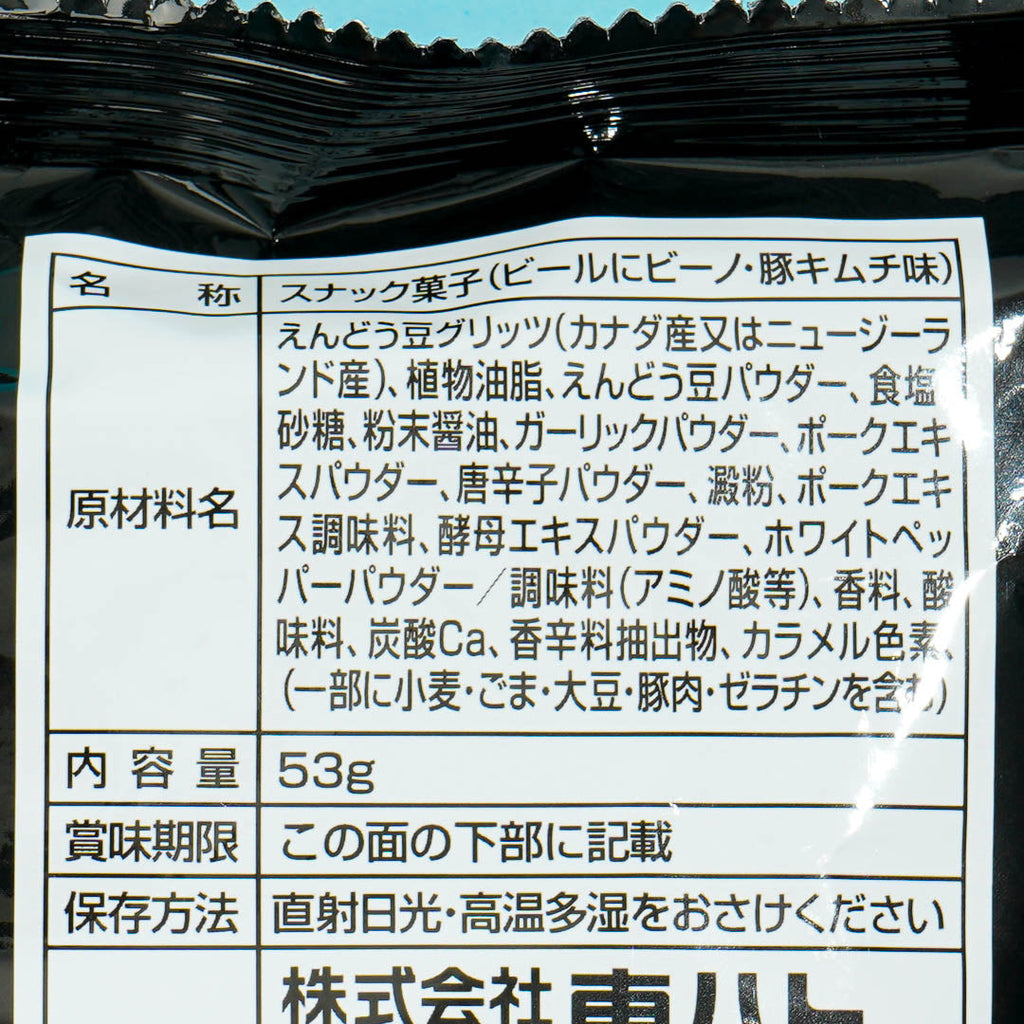 名称 スナック菓子(ビールにビーノ・豚キムチ味)
原材料名
えんどう豆グリッツ(カナダ産又はニュージーラ
ンド産)、植物油脂、えんどう豆パウダー、食塩
砂糖、粉末醤油、ガーリックパウダー、ポークエキ
スパウダー、唐辛子パウダー、澱粉、ポークエキ
ス調味料、酵母エキスパウダー、ホワイトペッ
パーパウダー／調味料(アミノ酸等)、香料、酸
味料、炭酸Ca、香辛料抽出物、カラメル色素、
(一部に小麦・ごま・大豆・豚肉・ゼラチンを含む)
内容量 53g
賞味期限 この面の下部に記載
保存方法 直射日光・高温多湿をおさけください
株式会社 東ハト